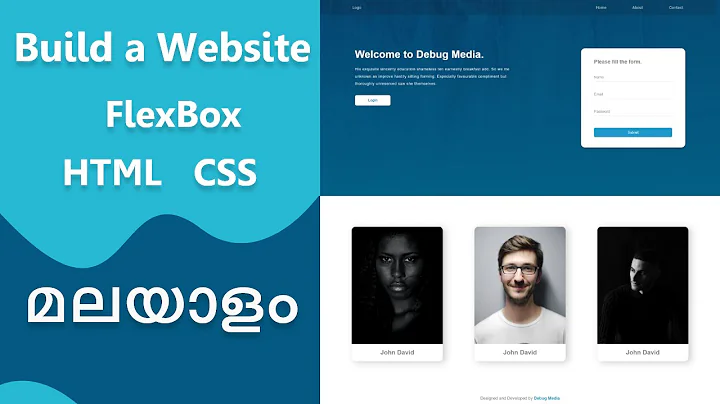 Build a Website
FlexBox
HTML CSS
മലയാളം
Logo
Home About Contact
Welcome to Debug Media.
Login
Please fill the form.
Name
Email
Password
Submit
John David
John David
John David
Designed and Developed by Debug Media